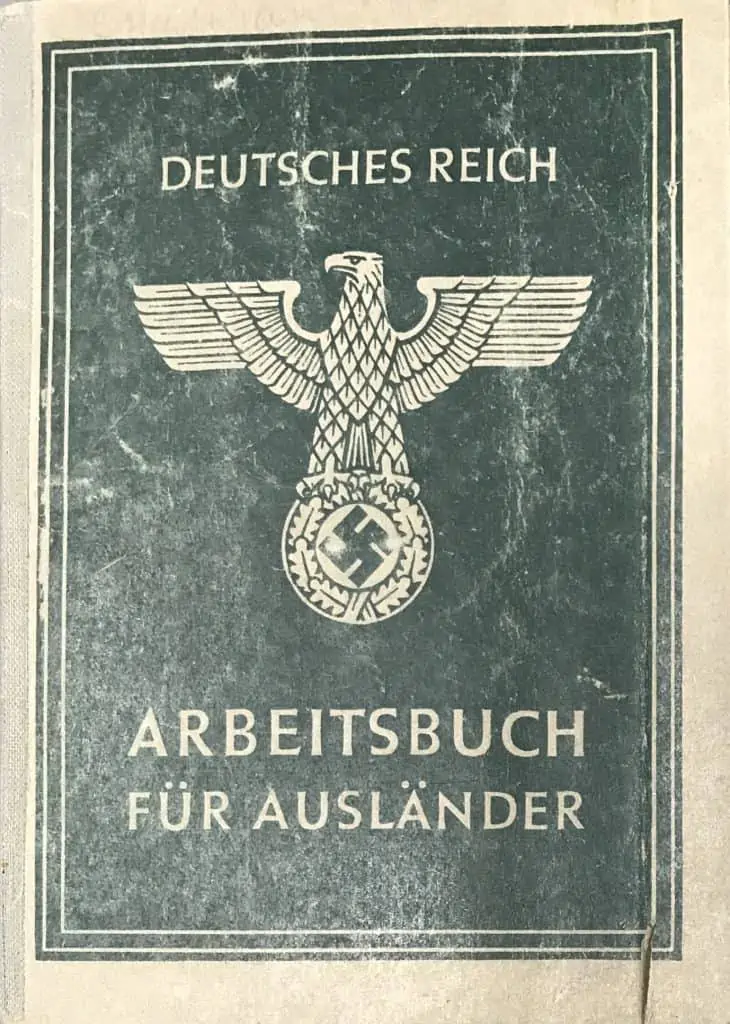 DEUTSCHES REICH
ARBEITSBUCH
FÜR AUSLÄNDER